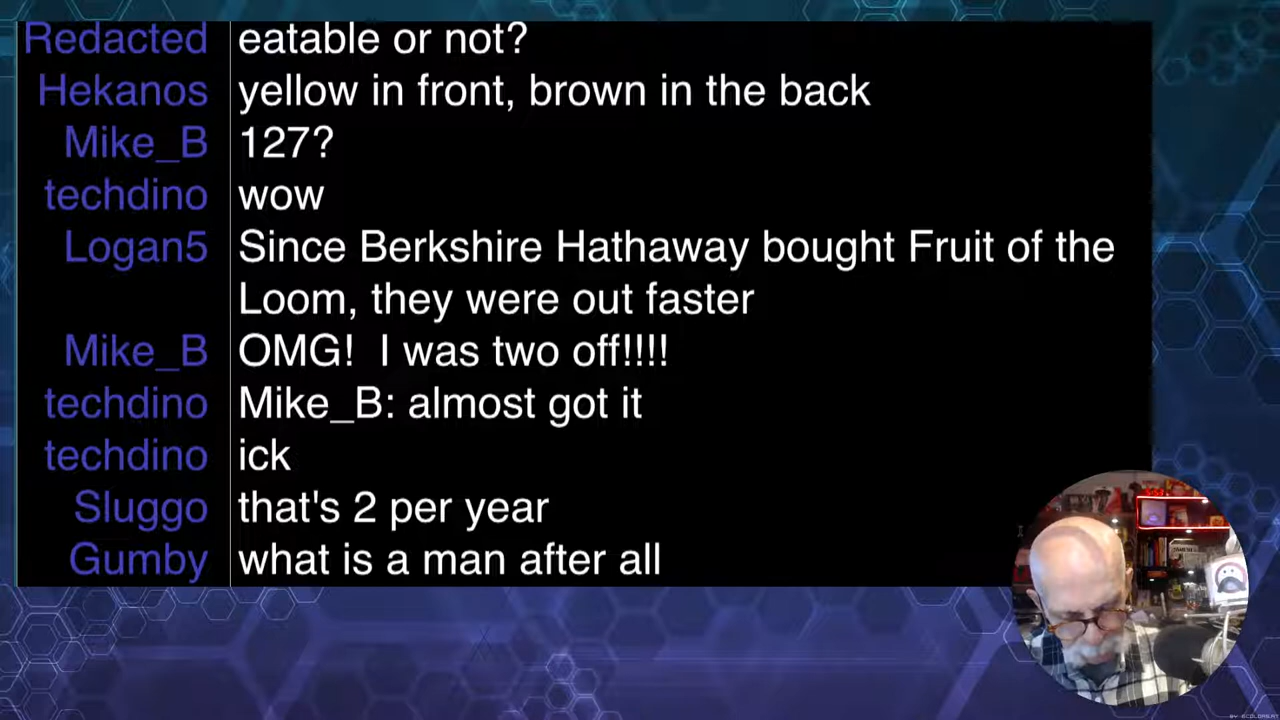 Redacted eatable or not?
Hekanos yellow in front, brown in the back
Mike_B 127?
techdino wow
Logan5 Since Berkshire Hathaway bought Fruit of the
Loom, they were out faster
Mike_B OMG! I was two off!!!!
techdino Mike_B: almost got it
techdino ick
Sluggo that's 2 per year
Gumby what is a man after all